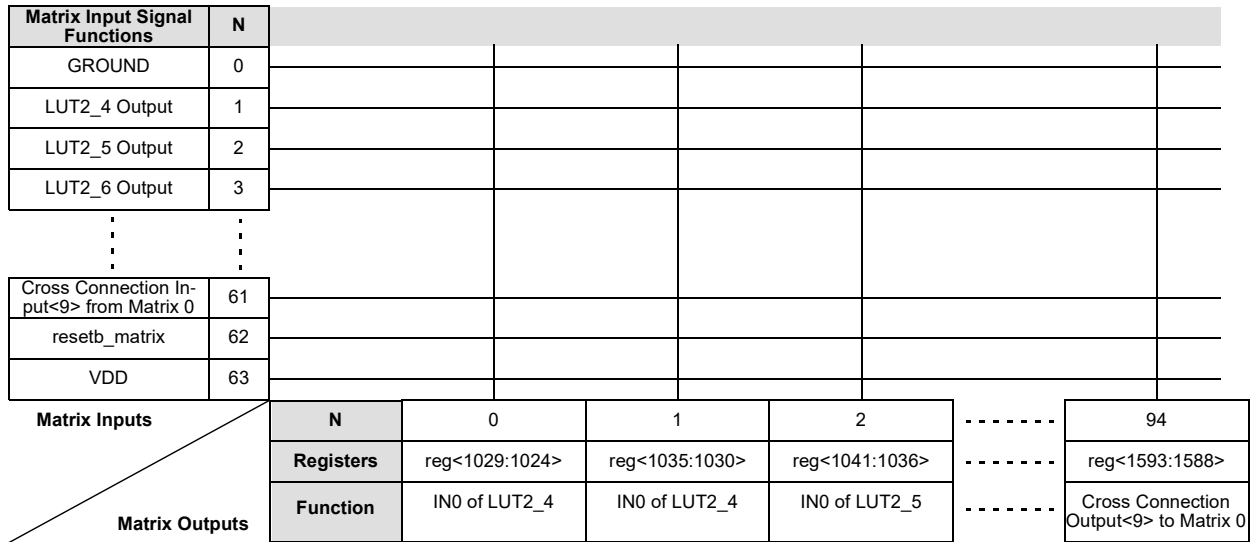 Matrix Input Signal
Functions
N
GROUND
0
LUT2_4 Output
1
LUT2_5 Output
2
LUT2_6 Output
3
Cross Connection In-
put<9> from Matrix 0
61
resetb_matrix
62
VDD
63
Matrix Inputs
N
0
1
2
94
Registers
reg<1029:1024>
reg<1035:1030>
reg<1041:1036>
reg<1593:1588>
Matrix Outputs
Function
IN0 of LUT2_4
IN0 of LUT2_4
IN0 of LUT2_5
Cross Connection
Output<9> to Matrix 0